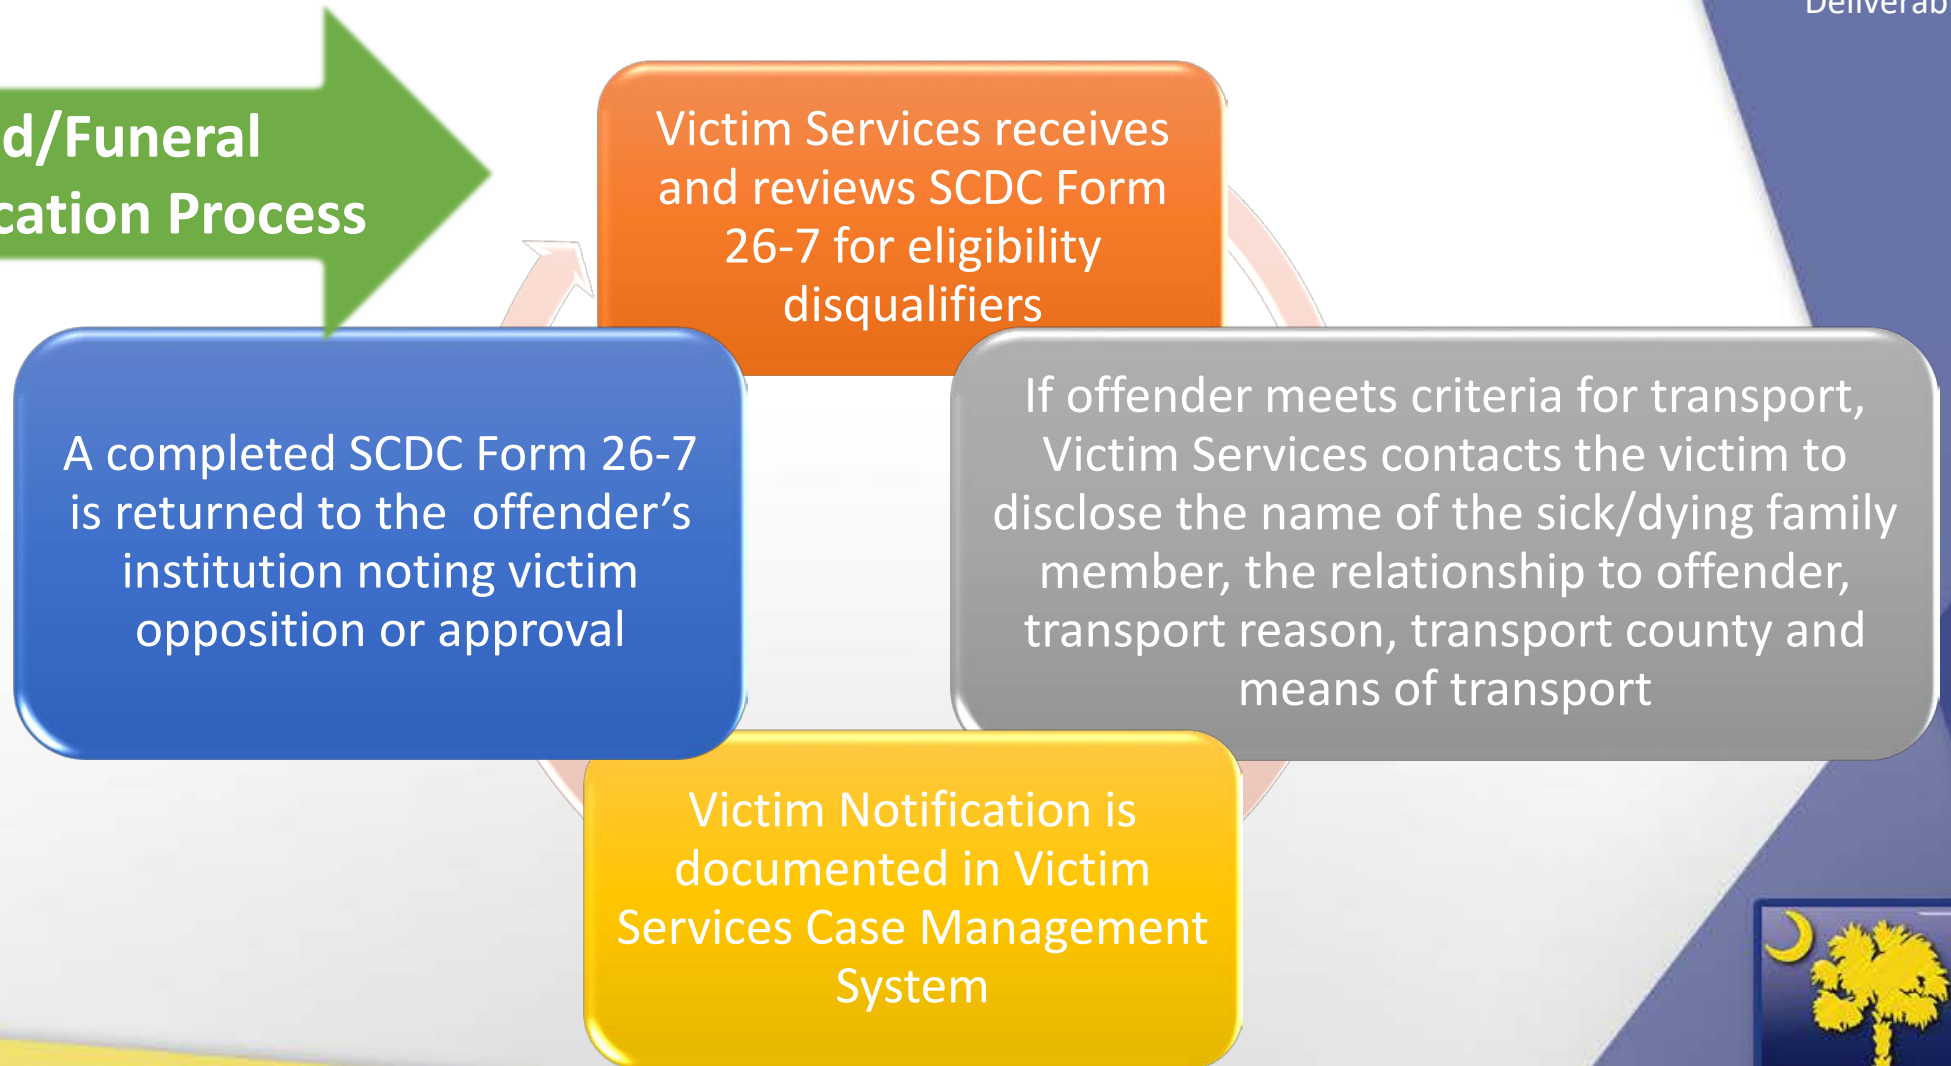 Deliverab
d/Funeral
cation Process
Victim Services receives
and reviews SCDC Form
26-7 for eligibility
disqualifiers
If offender meets criteria for transport,
Victim Services contacts the victim to
disclose the name of the sick/dying family
member, the relationship to offender,
transport reason, transport county and
means of transport
Victim Notification is
documented in Victim
Services Case Management
System
A completed SCDC Form 26-7
is returned to the  offender’s
institution noting victim
opposition or approval